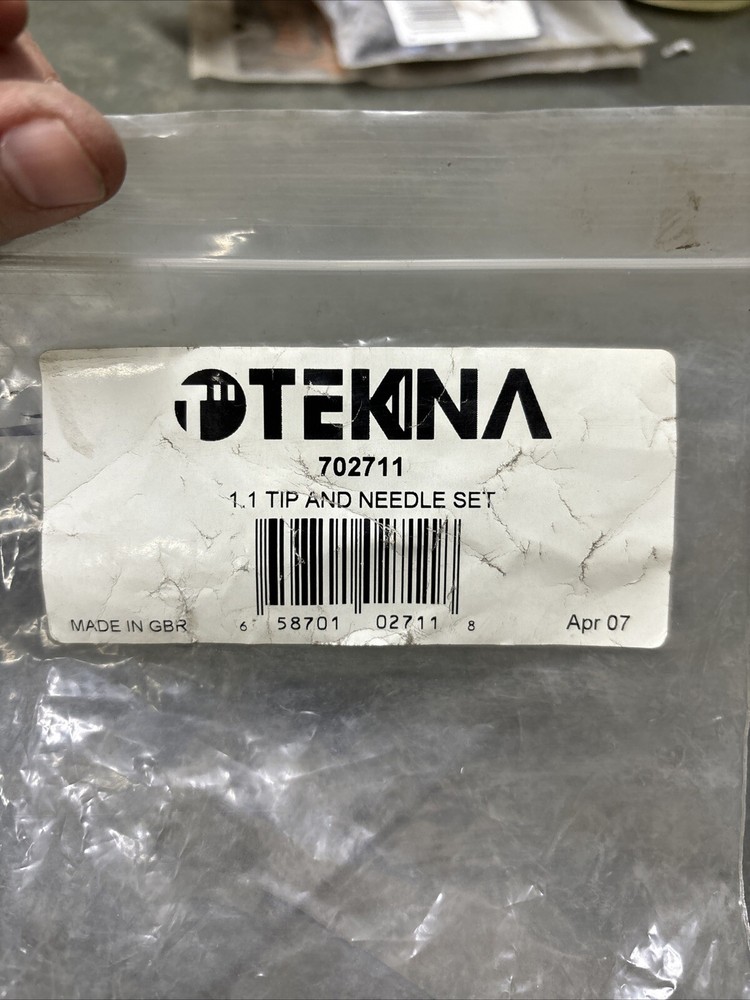 TEKNA
702711
1.1 TIP AND NEEDLE SET
MADE IN GBR 6 58701 02711 8 Apr 07